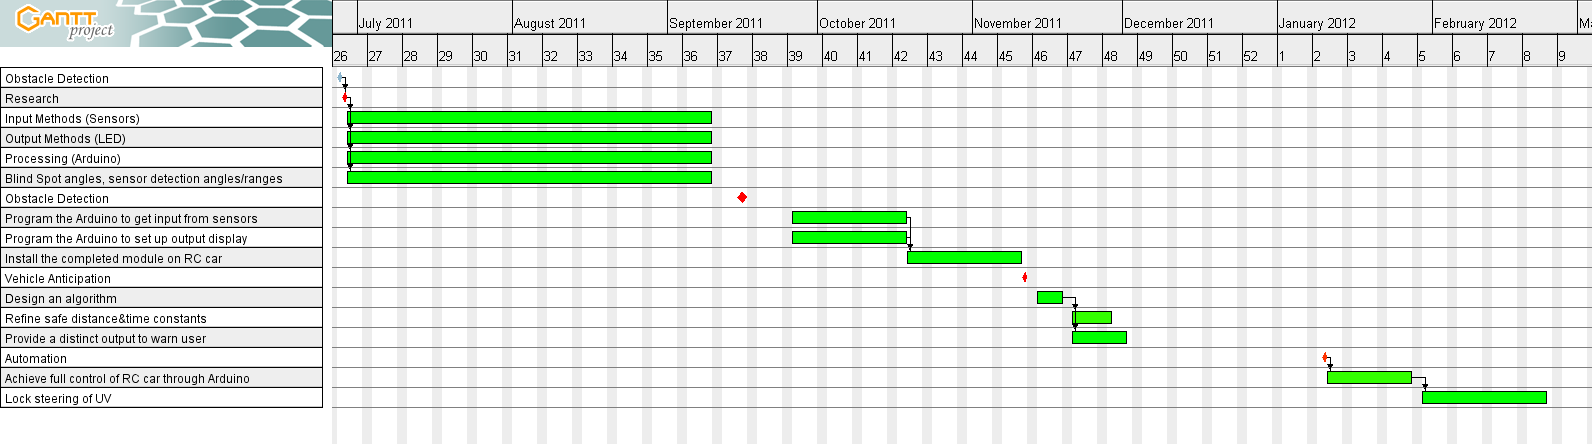 GANTT
project
July 2011 August 2011 September 2011 October 2011 November 2011 December 2011 January 2012 February 2012 Ma
26 27 28 29 30 31 32 33 34 35 36 37 38 39 40 41 42 43 44 45 46 47 48 49 50 51 52 1 2 3 4 5 6 7 8 9
Obstacle Detection
Research
Input Methods (Sensors)
Output Methods (LED)
Processing (Arduino)
Blind Spot angles, sensor detection angles/ranges
Obstacle Detection
Program the Arduino to get input from sensors
Program the Arduino to set up output display
Install the completed module on RC car
Vehicle Anticipation
Design an algorithm
Refine safe distance&time constants
Provide a distinct output to warn user
Automation
Achieve full control of RC car through Arduino
Lock steering of UV